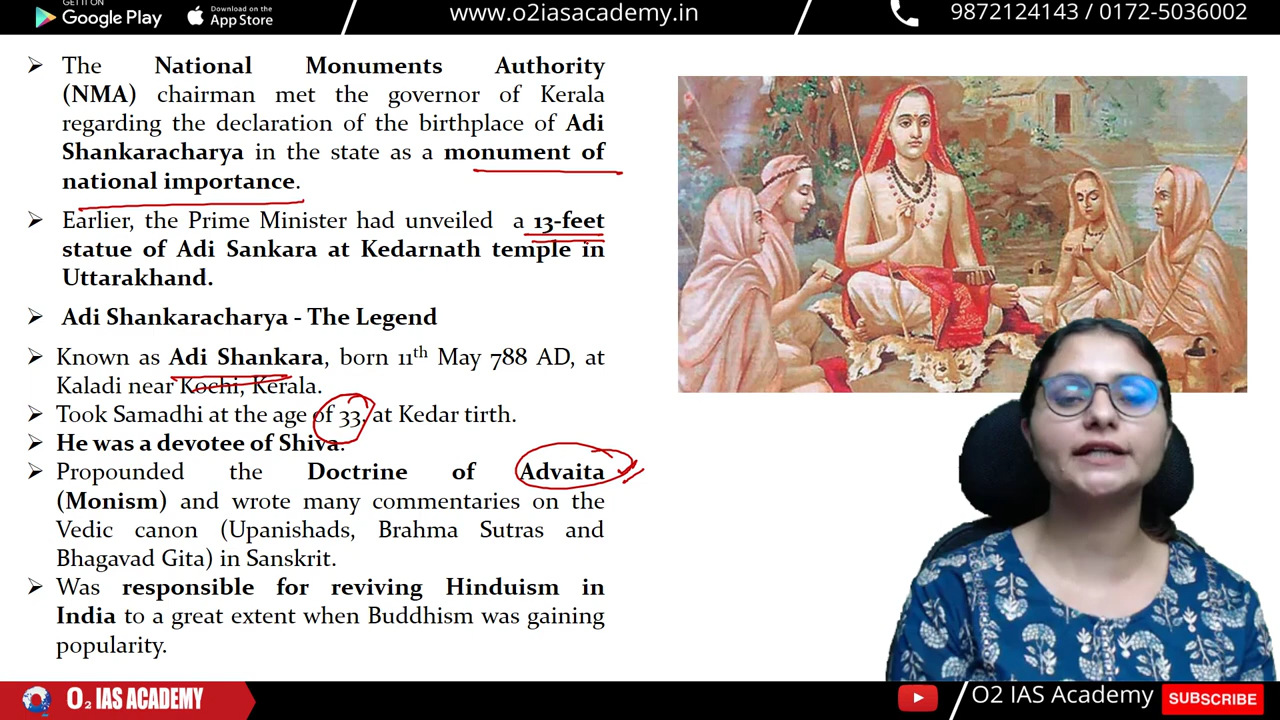 GET IT ON
Google Play
Download on the
App Store
www.o2iasacademy.in
9872124143 / 0172-5036002
➢ The National Monuments Authority
(NMA) chairman met the governor of Kerala
regarding the declaration of the birthplace of Adi
Shankaracharya in the state as a monument of
national importance.
➢ Earlier, the Prime Minister had unveiled a 13-feet
statue of Adi Sankara at Kedarnath temple in
Uttarakhand.
➢ Adi Shankaracharya - The Legend
➢ Known as Adi Shankara, born 11th May 788 AD, at
Kaladi near Kochi, Kerala.
➢ Took Samadhi at the age of 33, at Kedar tirth.
➢ He was a devotee of Shiva.
➢ Propounded the Doctrine of Advaita
(Monism) and wrote many commentaries on the
Vedic canon (Upanishads, Brahma Sutras and
Bhagavad Gita) in Sanskrit.
➢ Was responsible for reviving Hinduism in
India to a great extent when Buddhism was gaining
popularity.
O2 IAS ACADEMY
O2 IAS Academy
SUBSCRIBE